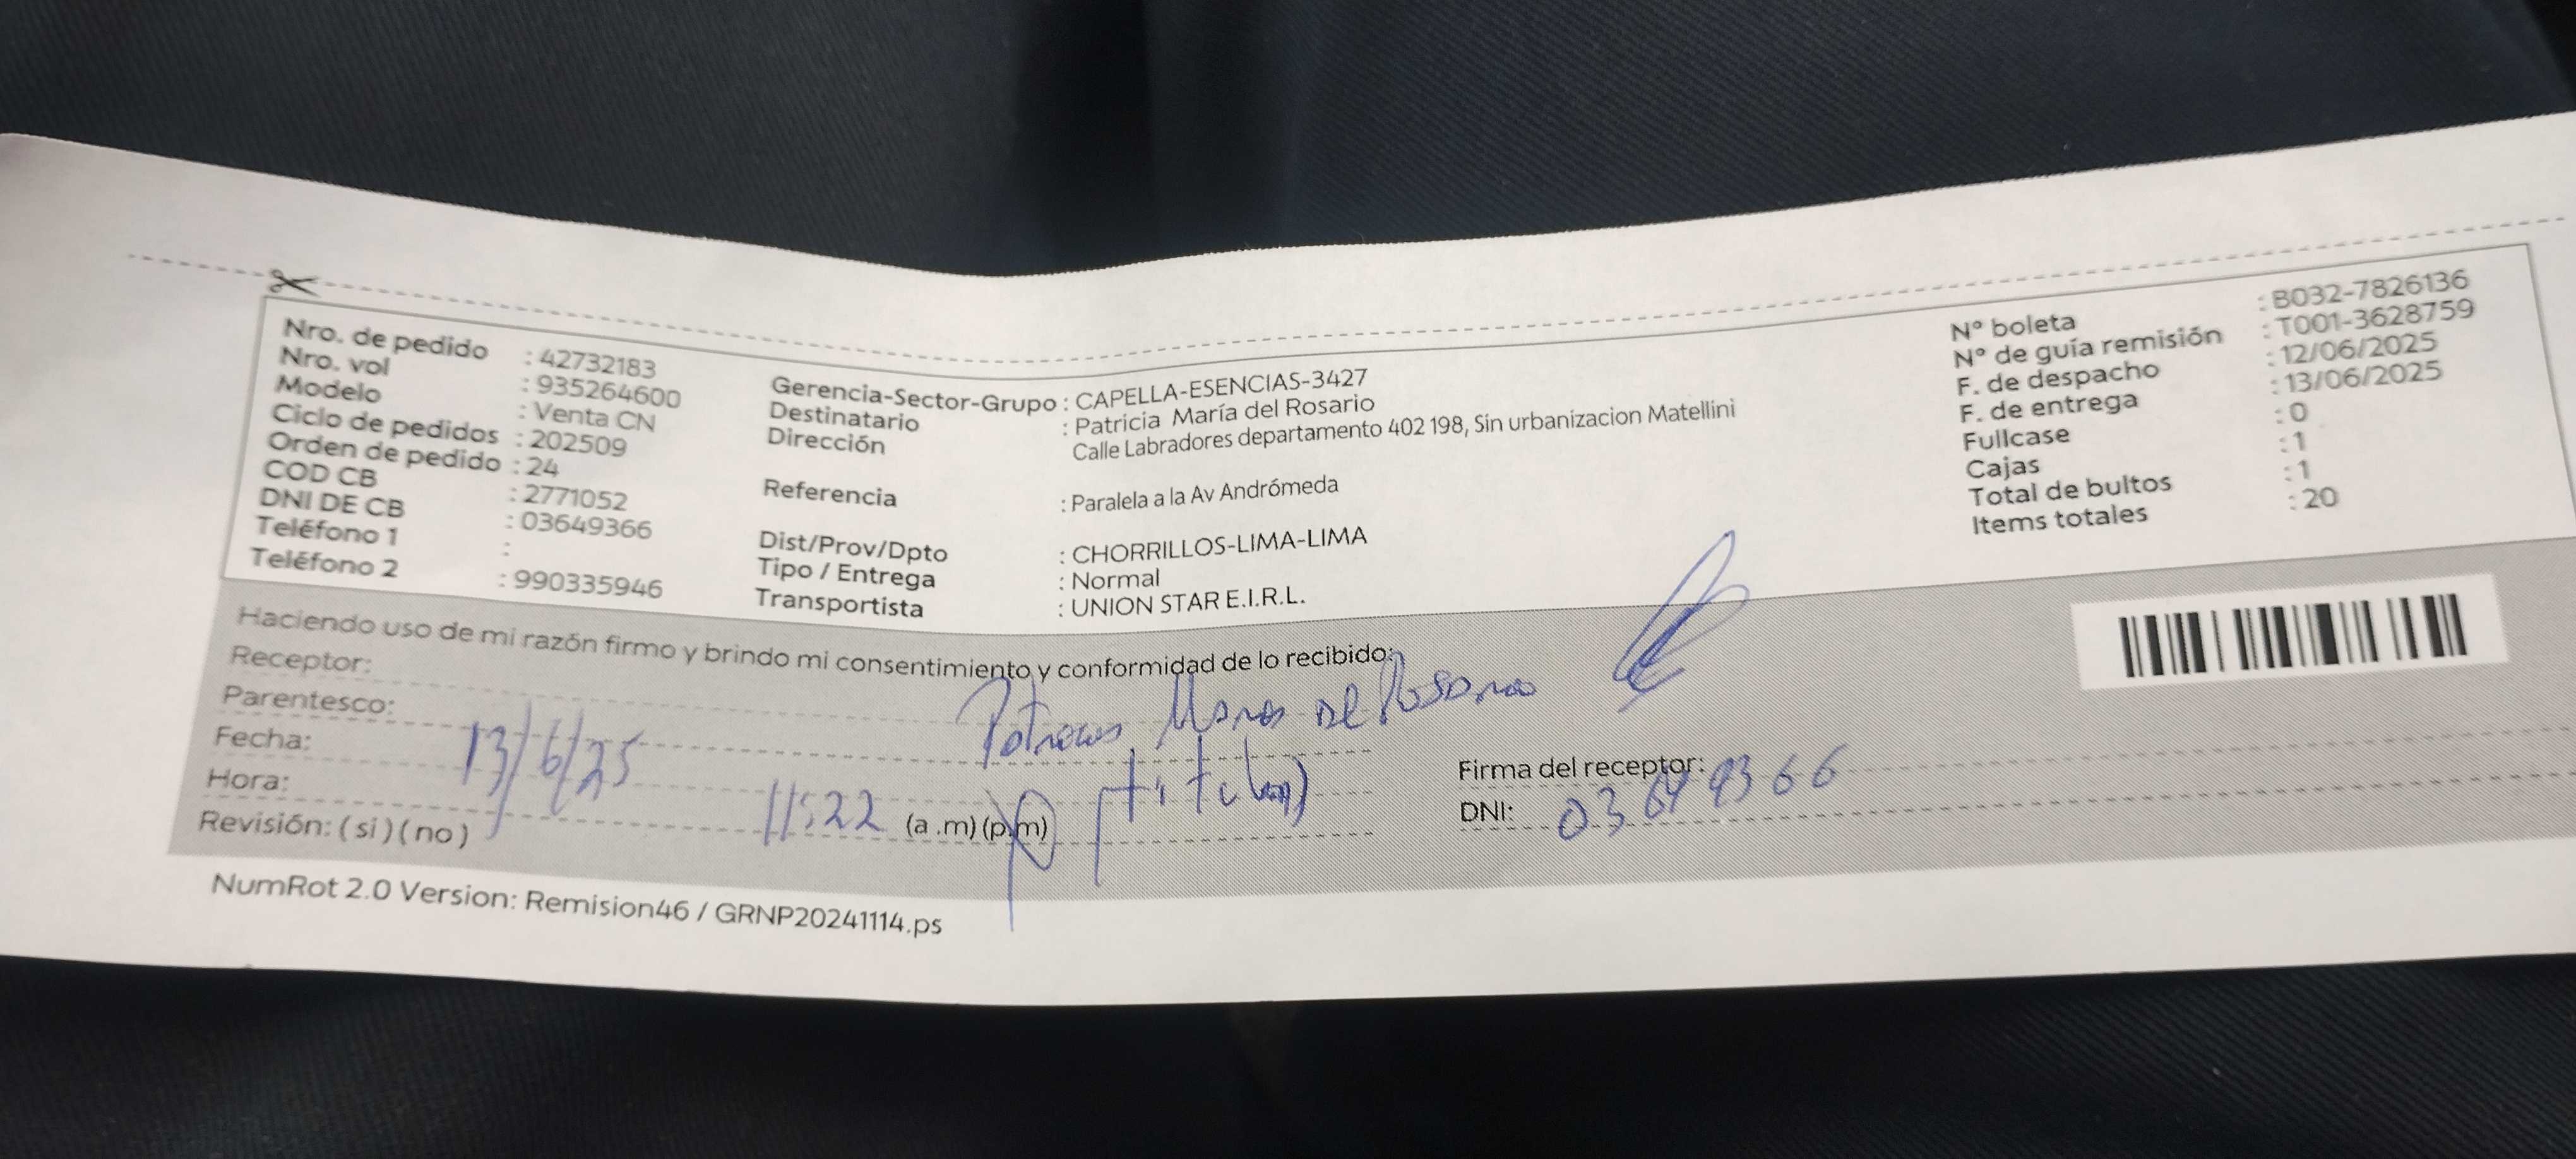 Nro. de pedido : 42732183
Nro. vol : 935264600
Modelo : Venta CN
Ciclo de pedidos : 202509
Orden de pedido : 24
COD CB : 2771052
DNI DE CB : 03649366
Teléfono 1 :
Teléfono 2 : 990335946
Gerencia-Sector-Grupo : CAPELLA-ESENCIAS-3427
Destinatario : Patricia María del Rosario
Dirección Calle Labradores departamento 402 198, Sin urbanizacion Matellini
Referencia : Paralela a la Av Andrómeda
Dist/Prov/Dpto : CHORRILLOS-LIMA-LIMA
Tipo / Entrega : Normal
Transportista : UNION STAR E.I.R.L.
N° boleta : B032-7826136
N° de guía remisión : T001-3628759
F. de despacho : 12/06/2025
F. de entrega : 13/06/2025
Fullcase : 0
Cajas : 1
Total de bultos : 1
Items totales : 20
Haciendo uso de mi razón firmo y brindo mi consentimiento y conformidad de lo recibido:
Receptor:
Parentesco: (titular)
Fecha: 13/6/25
Hora: 11:22 (a .m) (p.m)
Revisión: ( si ) ( no )
Firma del receptor:
DNI: 03649366
NumRot 2.0 Version: Remision46 / GRNP20241114.ps